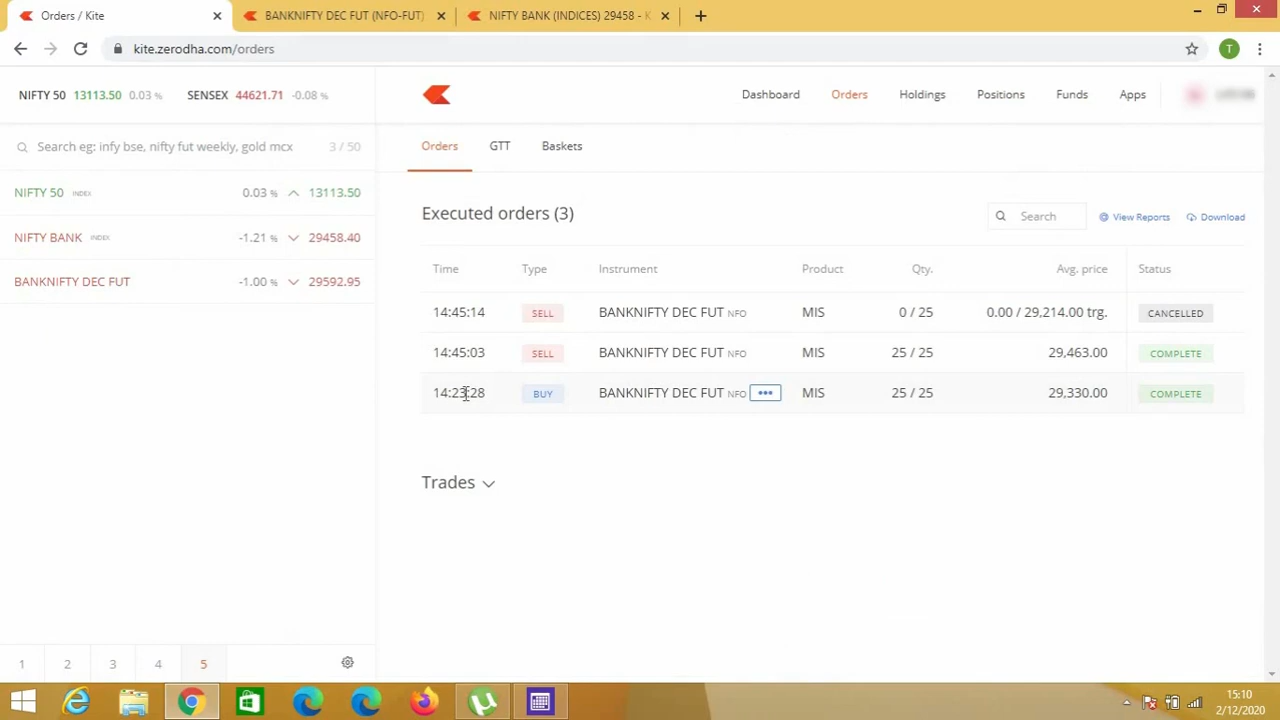 Orders / Kite
BANKNIFTY DEC FUT (NFO-FUT)
NIFTY BANK (INDICES) 29458 - K
kite.zerodha.com/orders
T
NIFTY 50 13113.50 0.03 %
SENSEX 44621.71 -0.08 %
Dashboard
Orders
Holdings
Positions
Funds
Apps
Search eg: infy bse, nifty fut weekly, gold mcx
3 / 50
Orders
GTT
Baskets
NIFTY 50 INDEX 0.03 % 13113.50
NIFTY BANK INDEX -1.21 % 29458.40
BANKNIFTY DEC FUT -1.00 % 29592.95
Executed orders (3)
Search
View Reports
Download
Time Type Instrument Product Qty. Avg. price Status
14:45:14 SELL BANKNIFTY DEC FUT NFO MIS 0 / 25 0.00 / 29,214.00 trg. CANCELLED
14:45:03 SELL BANKNIFTY DEC FUT NFO MIS 25 / 25 29,463.00 COMPLETE
14:23:28 BUY BANKNIFTY DEC FUT NFO MIS 25 / 25 29,330.00 COMPLETE
Trades
1 2 3 4 5
15:10
2/12/2020